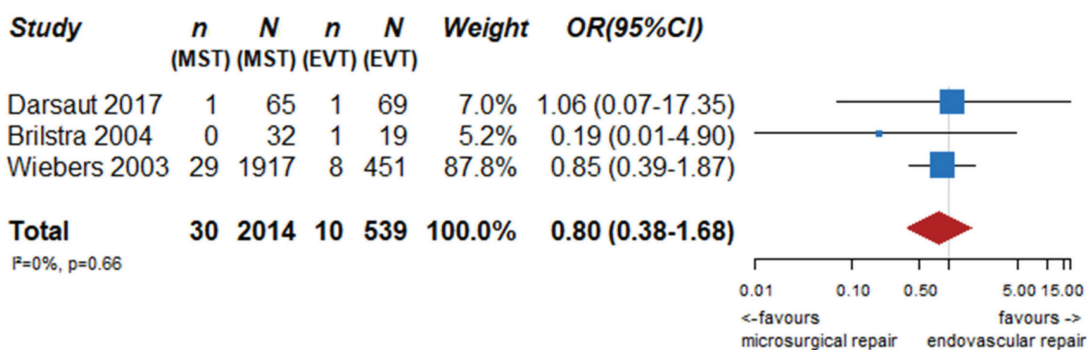 Study n N n N Weight OR(95%CI)
(MST) (MST) (EVT) (EVT)
Darsaut 2017 1 65 1 69 7.0% 1.06 (0.07-17.35)
Brilstra 2004 0 32 1 19 5.2% 0.19 (0.01-4.90)
Wiebers 2003 29 1917 8 451 87.8% 0.85 (0.39-1.87)
Total 30 2014 10 539 100.0% 0.80 (0.38-1.68)
I²=0%, p=0.66
0.01 0.10 0.50 5.00 15.00
<-favours favours ->
microsurgical repair endovascular repair